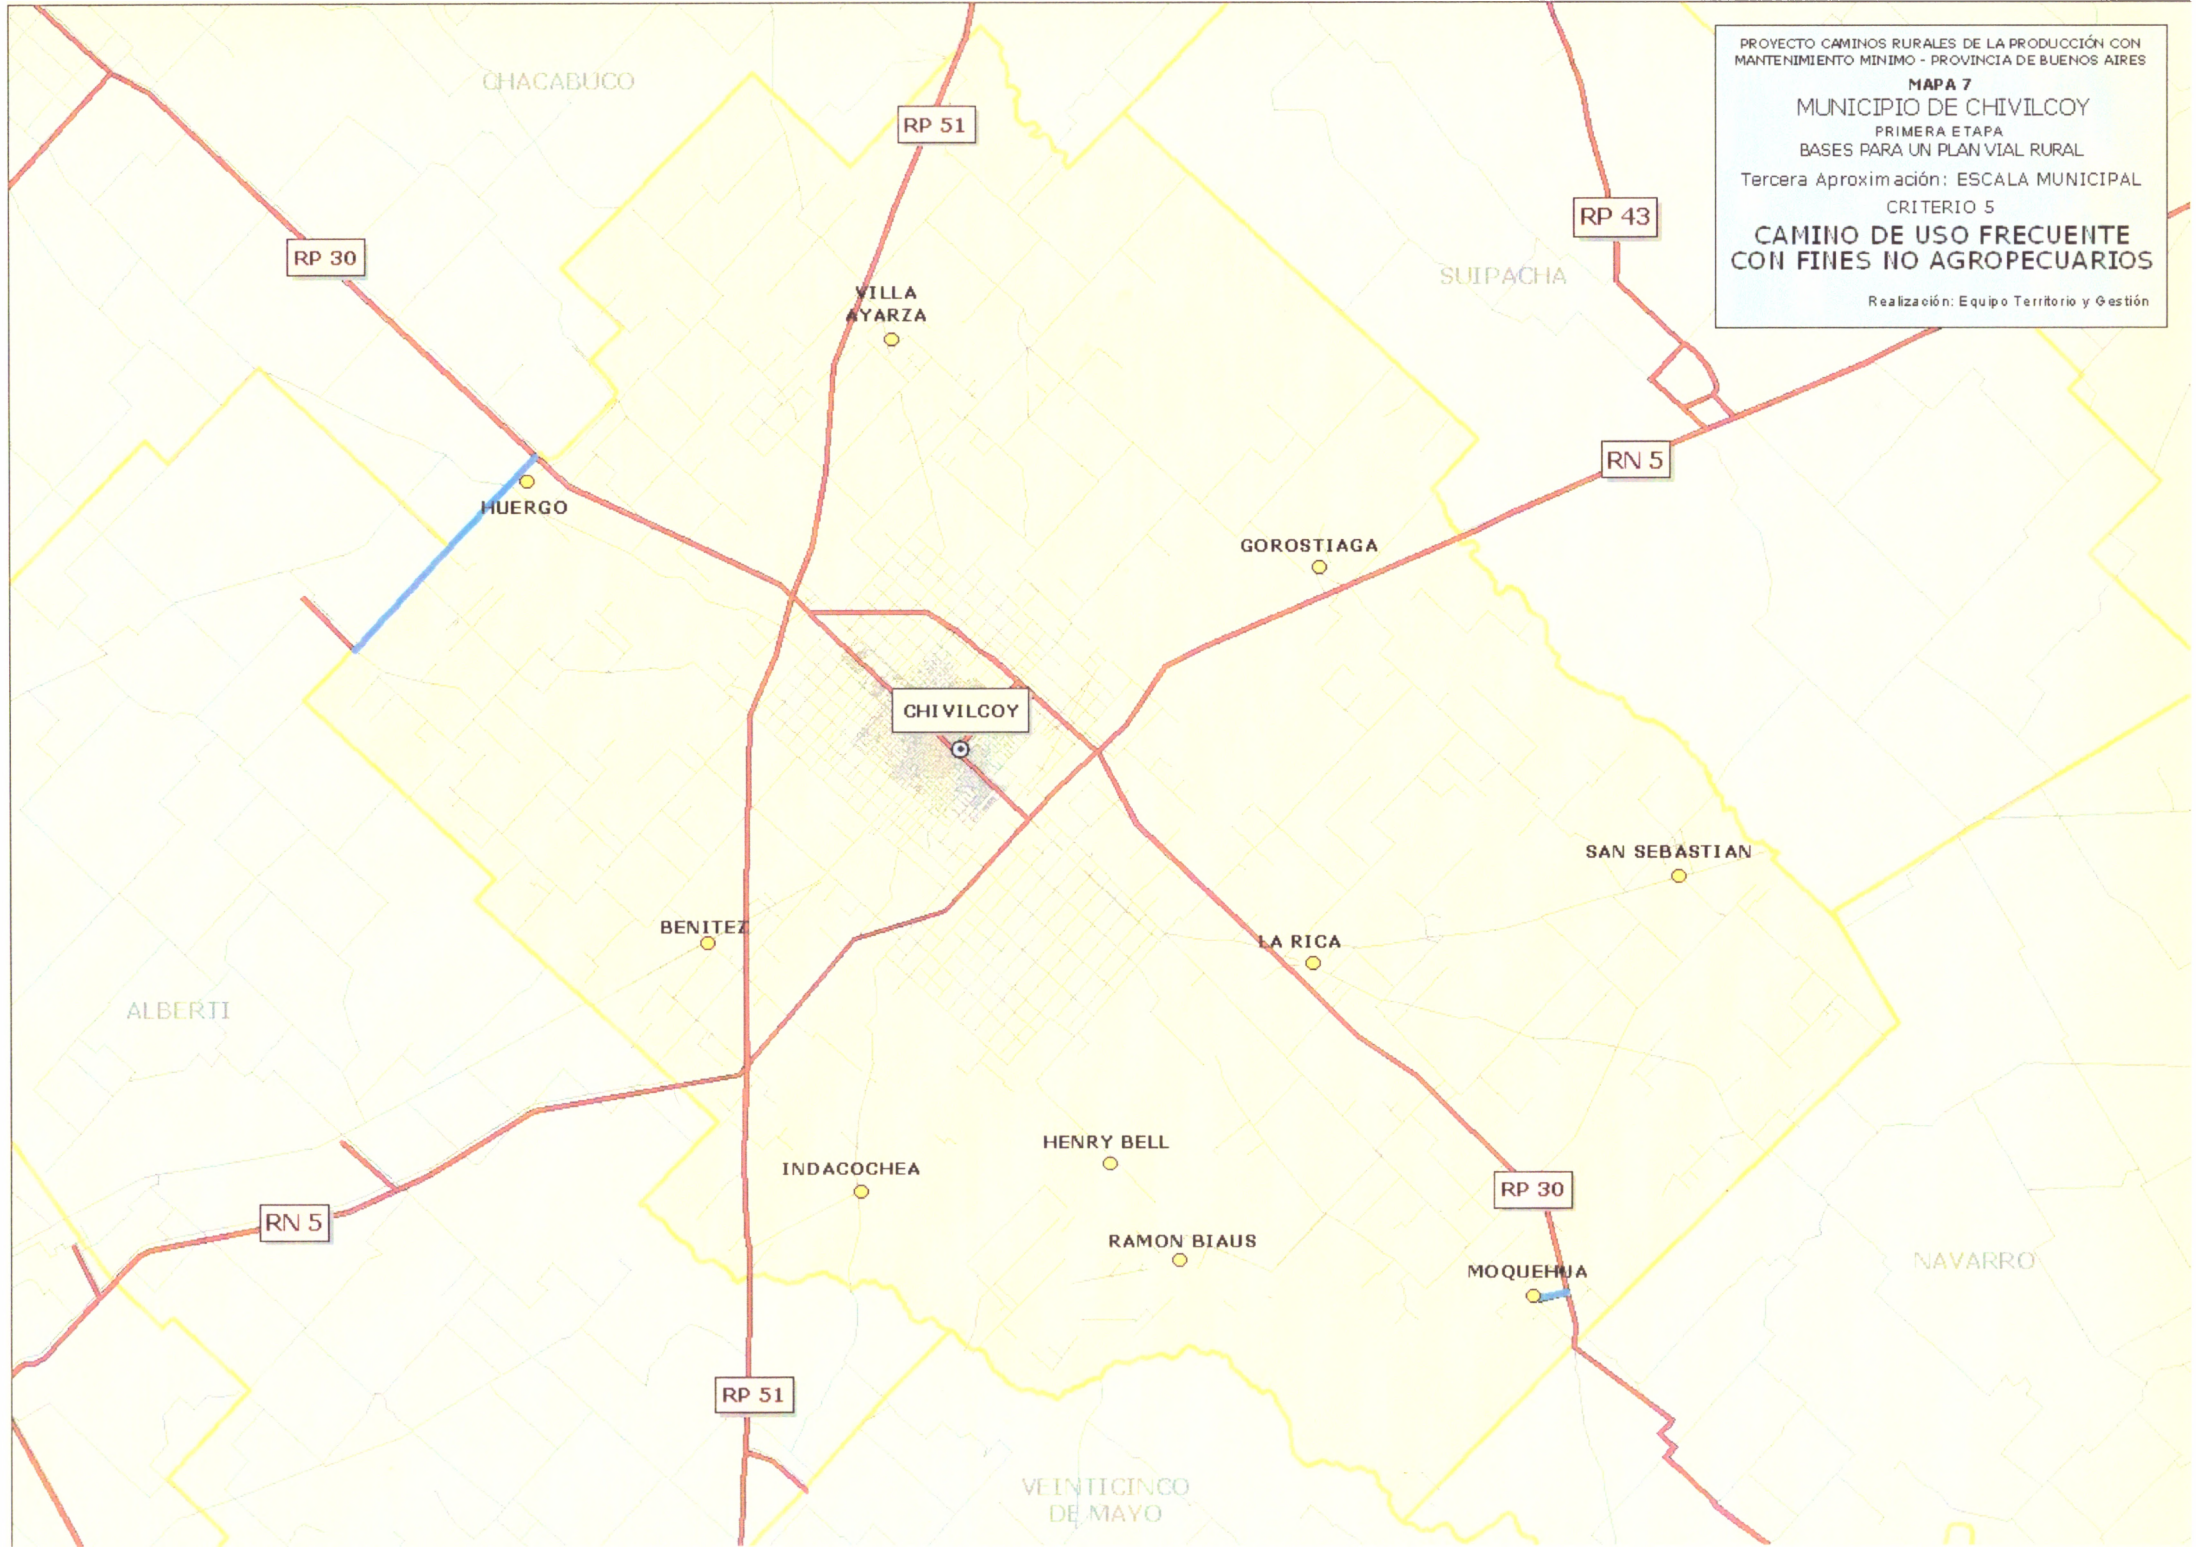 PROYECTO CAMINOS RURALES DE LA PRODUCCIÓN CON
MANTENIMIENTO MINIMO - PROVINCIA DE BUENOS AIRES
MAPA 7
MUNICIPIO DE CHIVILCOY
PRIMERA ETAPA
BASES PARA UN PLAN VIAL RURAL
Tercera Aproximación: ESCALA MUNICIPAL
CRITERIO 5
CAMINO DE USO FRECUENTE
CON FINES NO AGROPECUARIOS
Realización: Equipo Territorio y Gestión
CHACABUCO
RP 51
RP 43
RP 30
SUIPACHA
VILLA
AYARZA
RN 5
HUERGO
GOROSTIAGA
CHIVILCOY
SAN SEBASTIAN
BENITEZ
LA RICA
ALBERTI
HENRY BELL
INDACOCHEA
RP 30
RN 5
RAMON BIAUS
MOQUEHUA
NAVARRO
RP 51
VEINTICINCO
DE MAYO